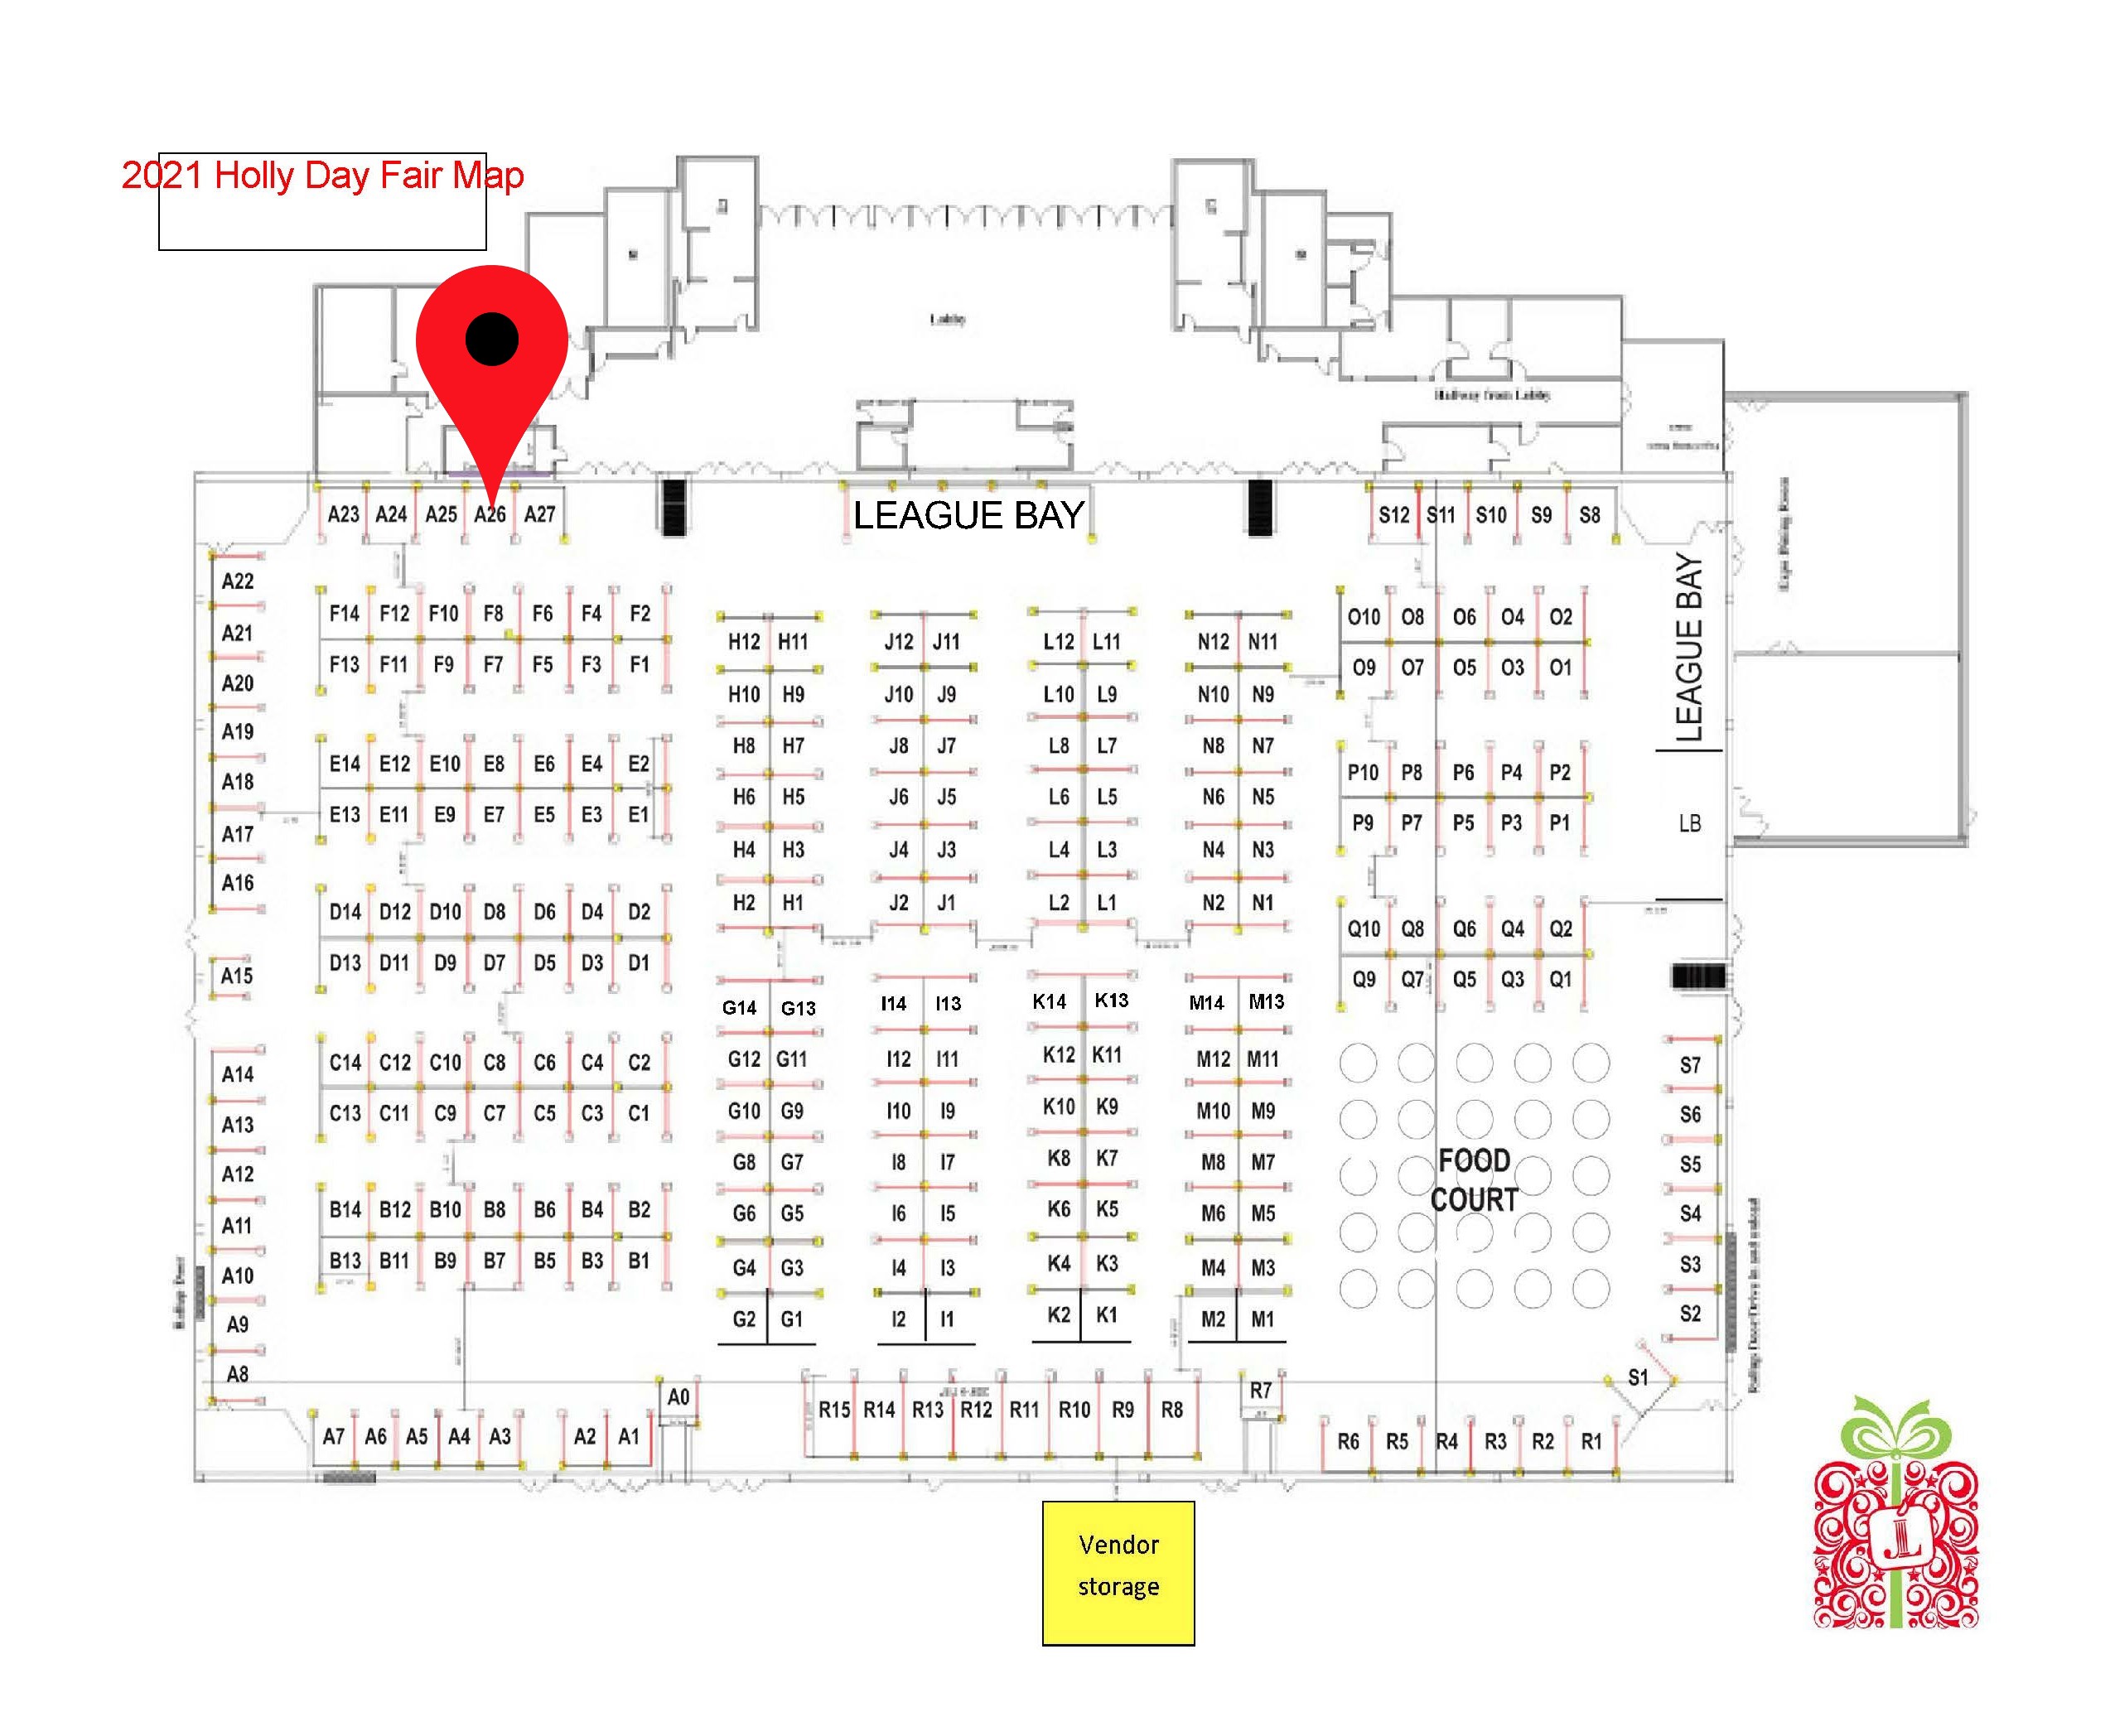 2021 Holly Day Fair Map
Lobby
Hallway from Lobby
A23 A24 A25 A26 A27
LEAGUE BAY
S12 S11 S10 S9 S8
LEAGUE BAY
LB
A22
A21
A20
A19
A18
A17
A16
A15
A14
A13
A12
A11
A10
A9
A8
F14 F12 F10 F8 F6 F4 F2
F13 F11 F9 F7 F5 F3 F1
E14 E12 E10 E8 E6 E4 E2
E13 E11 E9 E7 E5 E3 E1
D14 D12 D10 D8 D6 D4 D2
D13 D11 D9 D7 D5 D3 D1
C14 C12 C10 C8 C6 C4 C2
C13 C11 C9 C7 C5 C3 C1
B14 B12 B10 B8 B6 B4 B2
B13 B11 B9 B7 B5 B3 B1
H12 H11
H10 H9
H8 H7
H6 H5
H4 H3
H2 H1
G14 G13
G12 G11
G10 G9
G8 G7
G6 G5
G4 G3
G2 G1
J12 J11
J10 J9
J8 J7
J6 J5
J4 J3
J2 J1
I14 I13
I12 I11
I10 I9
I8 I7
I6 I5
I4 I3
I2 I1
L12 L11
L10 L9
L8 L7
L6 L5
L4 L3
L2 L1
K14 K13
K12 K11
K10 K9
K8 K7
K6 K5
K4 K3
K2 K1
N12 N11
N10 N9
N8 N7
N6 N5
N4 N3
N2 N1
M14 M13
M12 M11
M10 M9
M8 M7
M6 M5
M4 M3
M2 M1
O10 O8 O6 O4 O2
O9 O7 O5 O3 O1
P10 P8 P6 P4 P2
P9 P7 P5 P3 P1
Q10 Q8 Q6 Q4 Q2
Q9 Q7 Q5 Q3 Q1
FOOD
COURT
S7
S6
S5
S4
S3
S2
S1
A7 A6 A5 A4 A3 A2 A1
A0
R15 R14 R13 R12 R11 R10 R9 R8
R7
R6 R5 R4 R3 R2 R1
Vendor
storage
JL